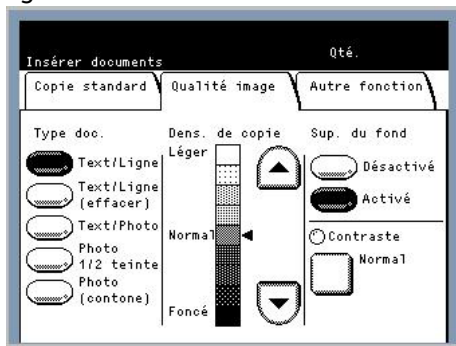 Insérer documents
Qté.
Copie standard
Qualité image
Autre fonction
Type doc.
Text/Ligne
Text/Ligne
(effacer)
Text/Photo
Photo
1/2 teinte
Photo
(contone)
Dens. de copie
Léger
Normal
Foncé
Sup. du fond
Désactivé
Activé
Contraste
Normal